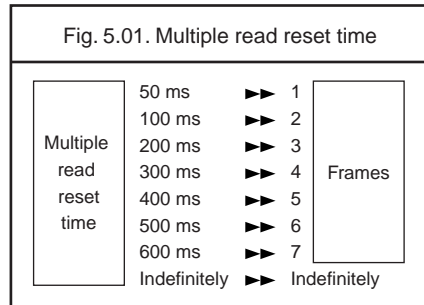 Fig. 5.01. Multiple read reset time
Multiple
read
reset
time
50 ms ►► 1
100 ms ►► 2
200 ms ►► 3
300 ms ►► 4
400 ms ►► 5
500 ms ►► 6
600 ms ►► 7
Indefinitely ►► Indefinitely
Frames